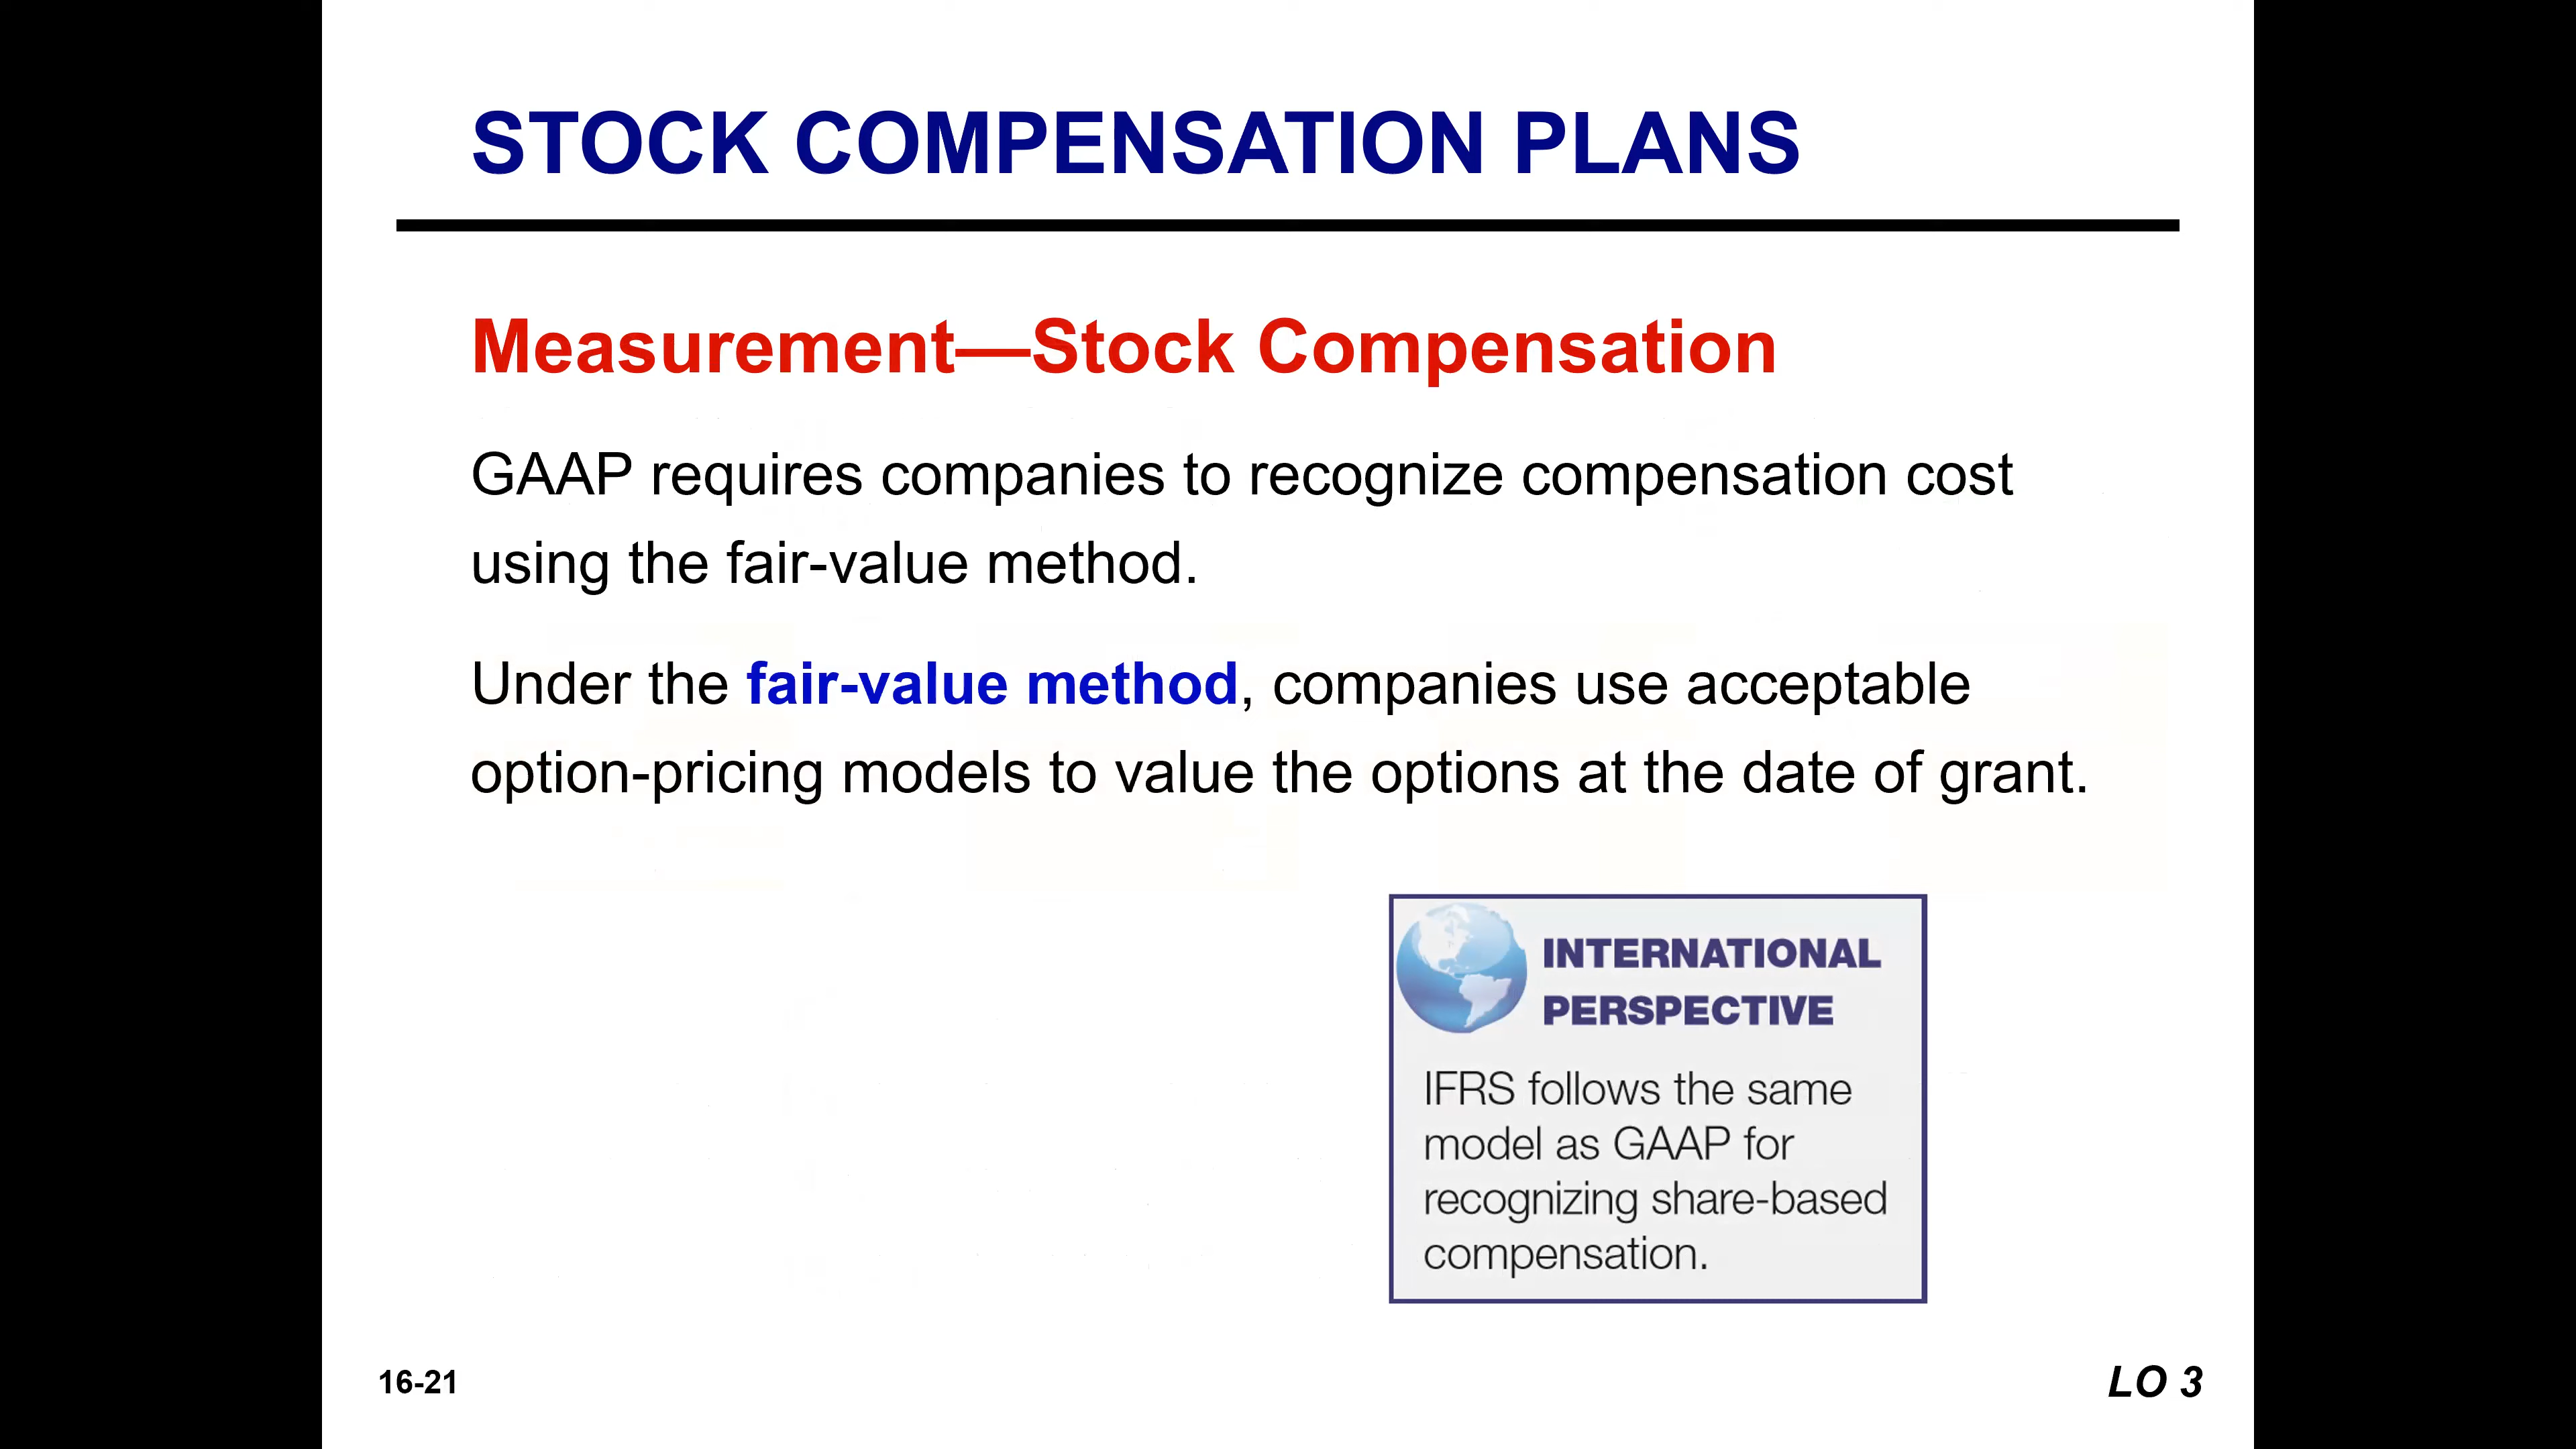 STOCK COMPENSATION PLANS
Measurement—Stock Compensation
GAAP requires companies to recognize compensation cost
using the fair-value method.
Under the fair-value method, companies use acceptable
option-pricing models to value the options at the date of grant.
INTERNATIONAL
PERSPECTIVE
IFRS follows the same
model as GAAP for
recognizing share-based
compensation.
16-21
LO 3